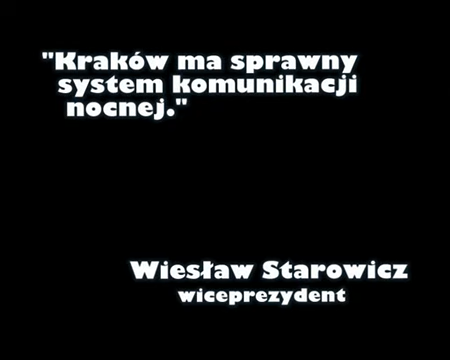 "Kraków ma sprawny
system komunikacji
nocnej."
Wiesław Starowicz
wiceprezydent